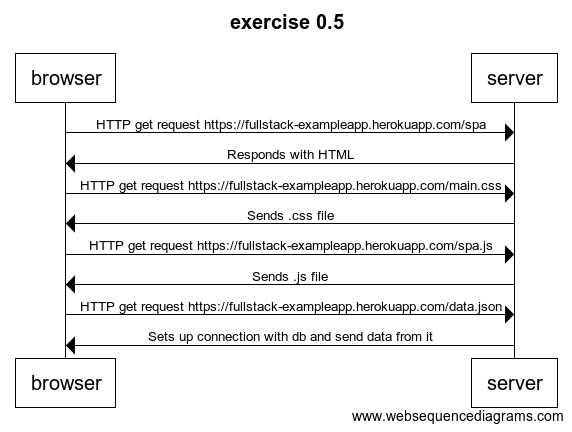 exercise 0.5
browser
server
HTTP get request https://fullstack-exampleapp.herokuapp.com/spa
Responds with HTML
HTTP get request https://fullstack-exampleapp.herokuapp.com/main.css
Sends .css file
HTTP get request https://fullstack-exampleapp.herokuapp.com/spa.js
Sends .js file
HTTP get request https://fullstack-exampleapp.herokuapp.com/data.json
Sets up connection with db and send data from it
browser
server
www.websequencediagrams.com